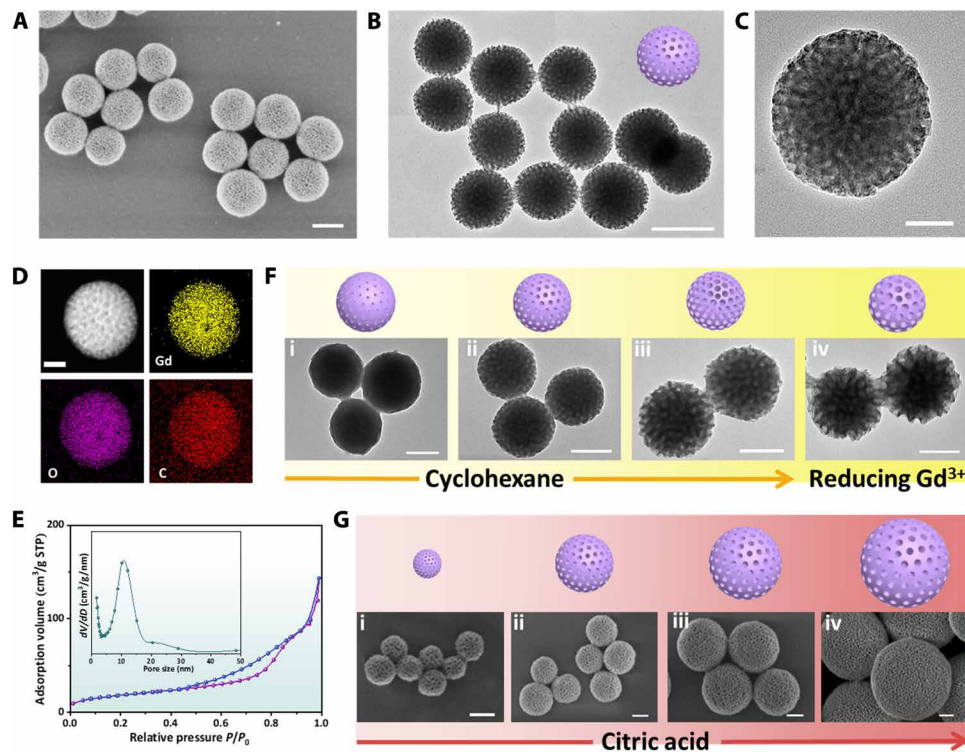 A
B
C
D
Gd
O
C
F
i
ii
iii
iv
Cyclohexane
Reducing Gd³⁺
E
Adsorption volume (cm³/g STP)
200
100
0
dV/dD (cm³/g/nm)
0 10 20 30 40 50
Pore size (nm)
0.0 0.2 0.4 0.6 0.8 1.0
Relative pressure P/P₀
G
i
ii
iii
iv
Citric acid